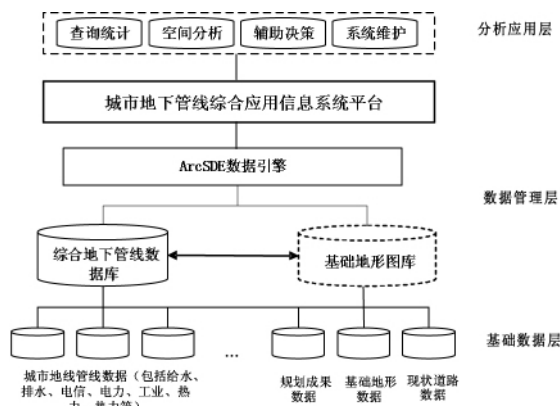 查询统计
空间分析
辅助决策
系统维护
分析应用层
城市地下管线综合应用信息系统平台
ArcSDE数据引擎
数据管理层
综合地下管线数
据库
基础地形图库
基础数据层
...
城市地线管线数据（包括给水、
排水、电信、电力、工业、热
力、热力等）
规划成果
数据
基础地形
数据
现状道路
数据